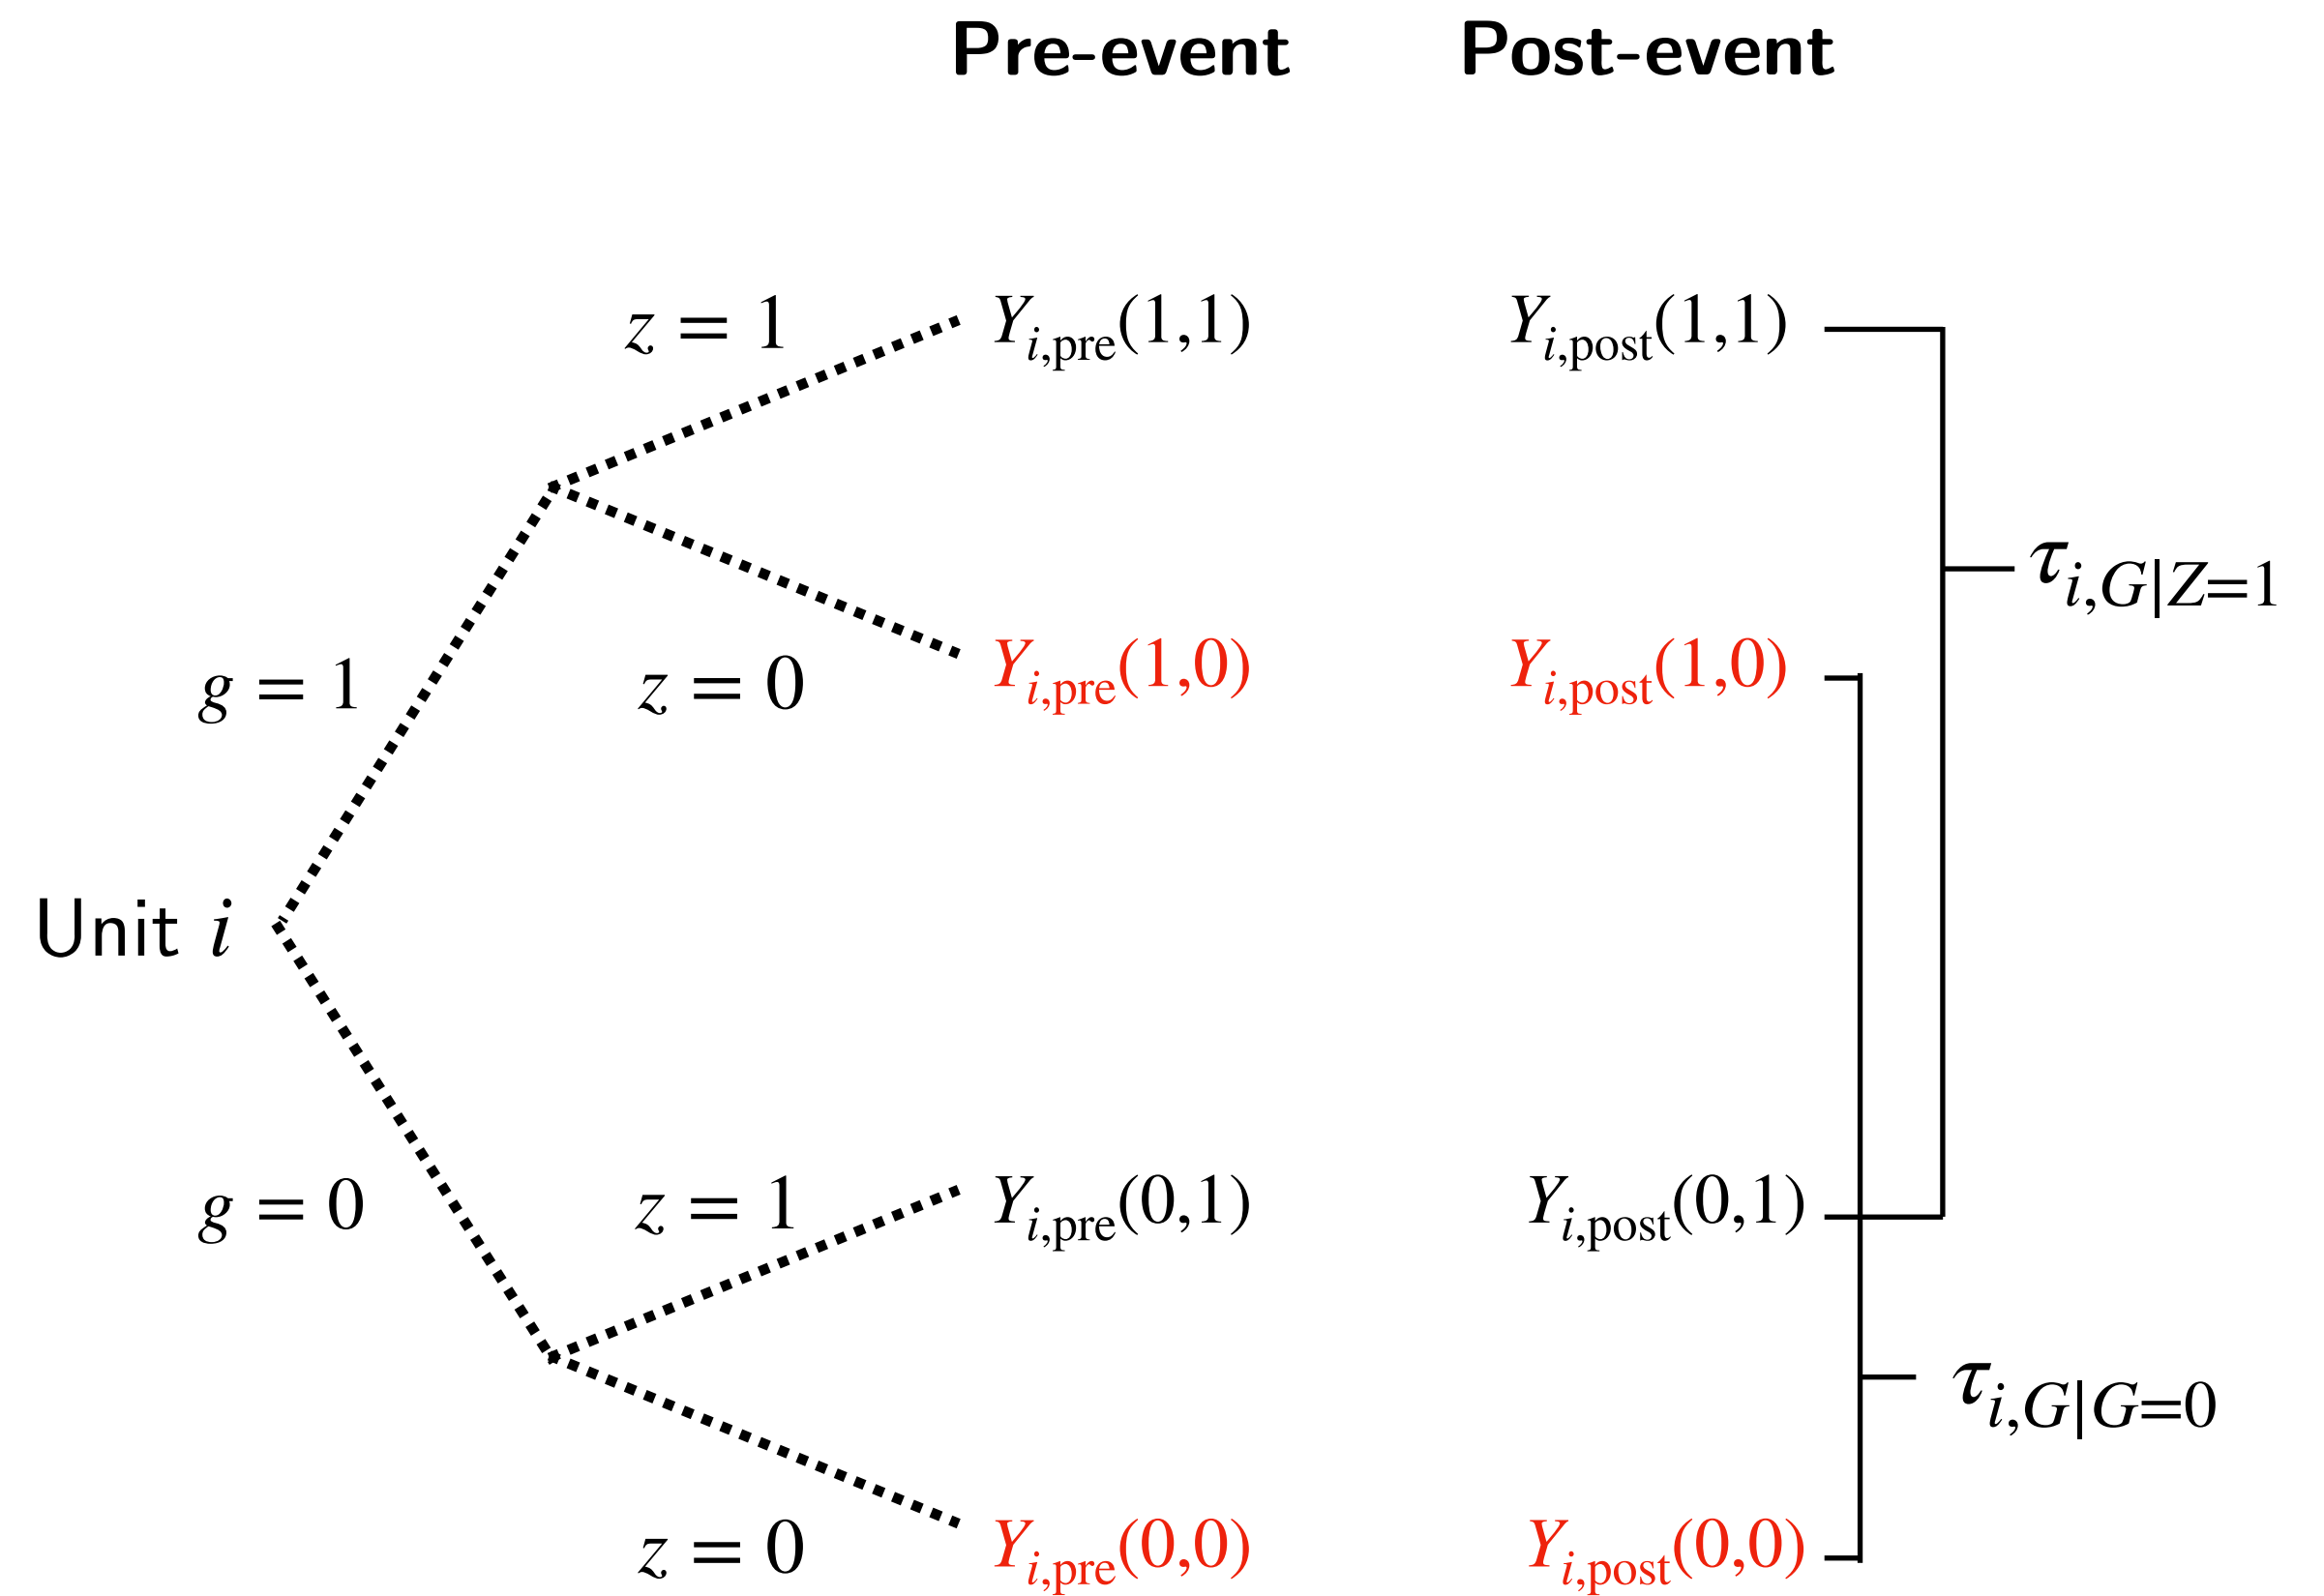 Pre-event Post-event
z = 1 Y_{i,pre}(1,1) Y_{i,post}(1,1)
τ_{i,G|Z=1}
g = 1 z = 0 Y_{i,pre}(1,0) Y_{i,post}(1,0)
Unit i
g = 0 z = 1 Y_{i,pre}(0,1) Y_{i,post}(0,1)
τ_{i,G|G=0}
z = 0 Y_{i,pre}(0,0) Y_{i,post}(0,0)